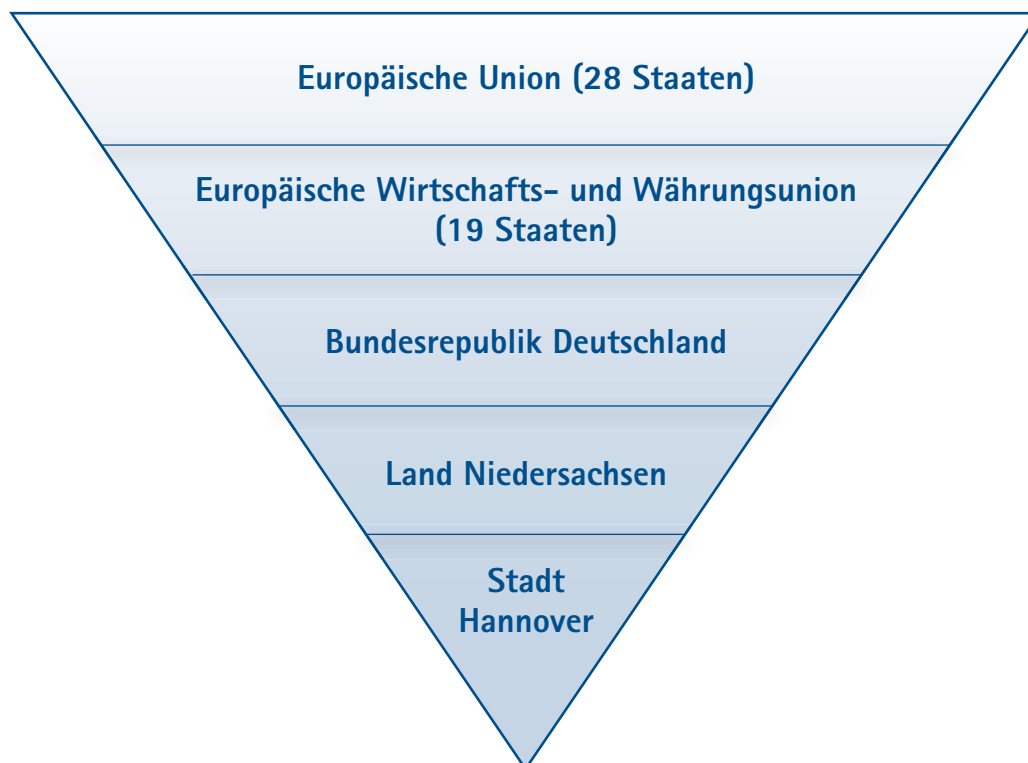 Europäische Union (28 Staaten)
Europäische Wirtschafts- und Währungsunion
(19 Staaten)
Bundesrepublik Deutschland
Land Niedersachsen
Stadt
Hannover